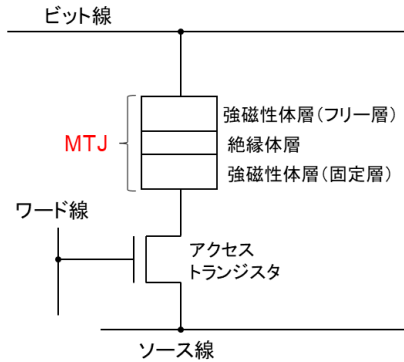 ビット線
強磁性体層(フリー層)
MTJ
絶縁体層
強磁性体層(固定層)
ワード線
アクセス
トランジスタ
ソース線